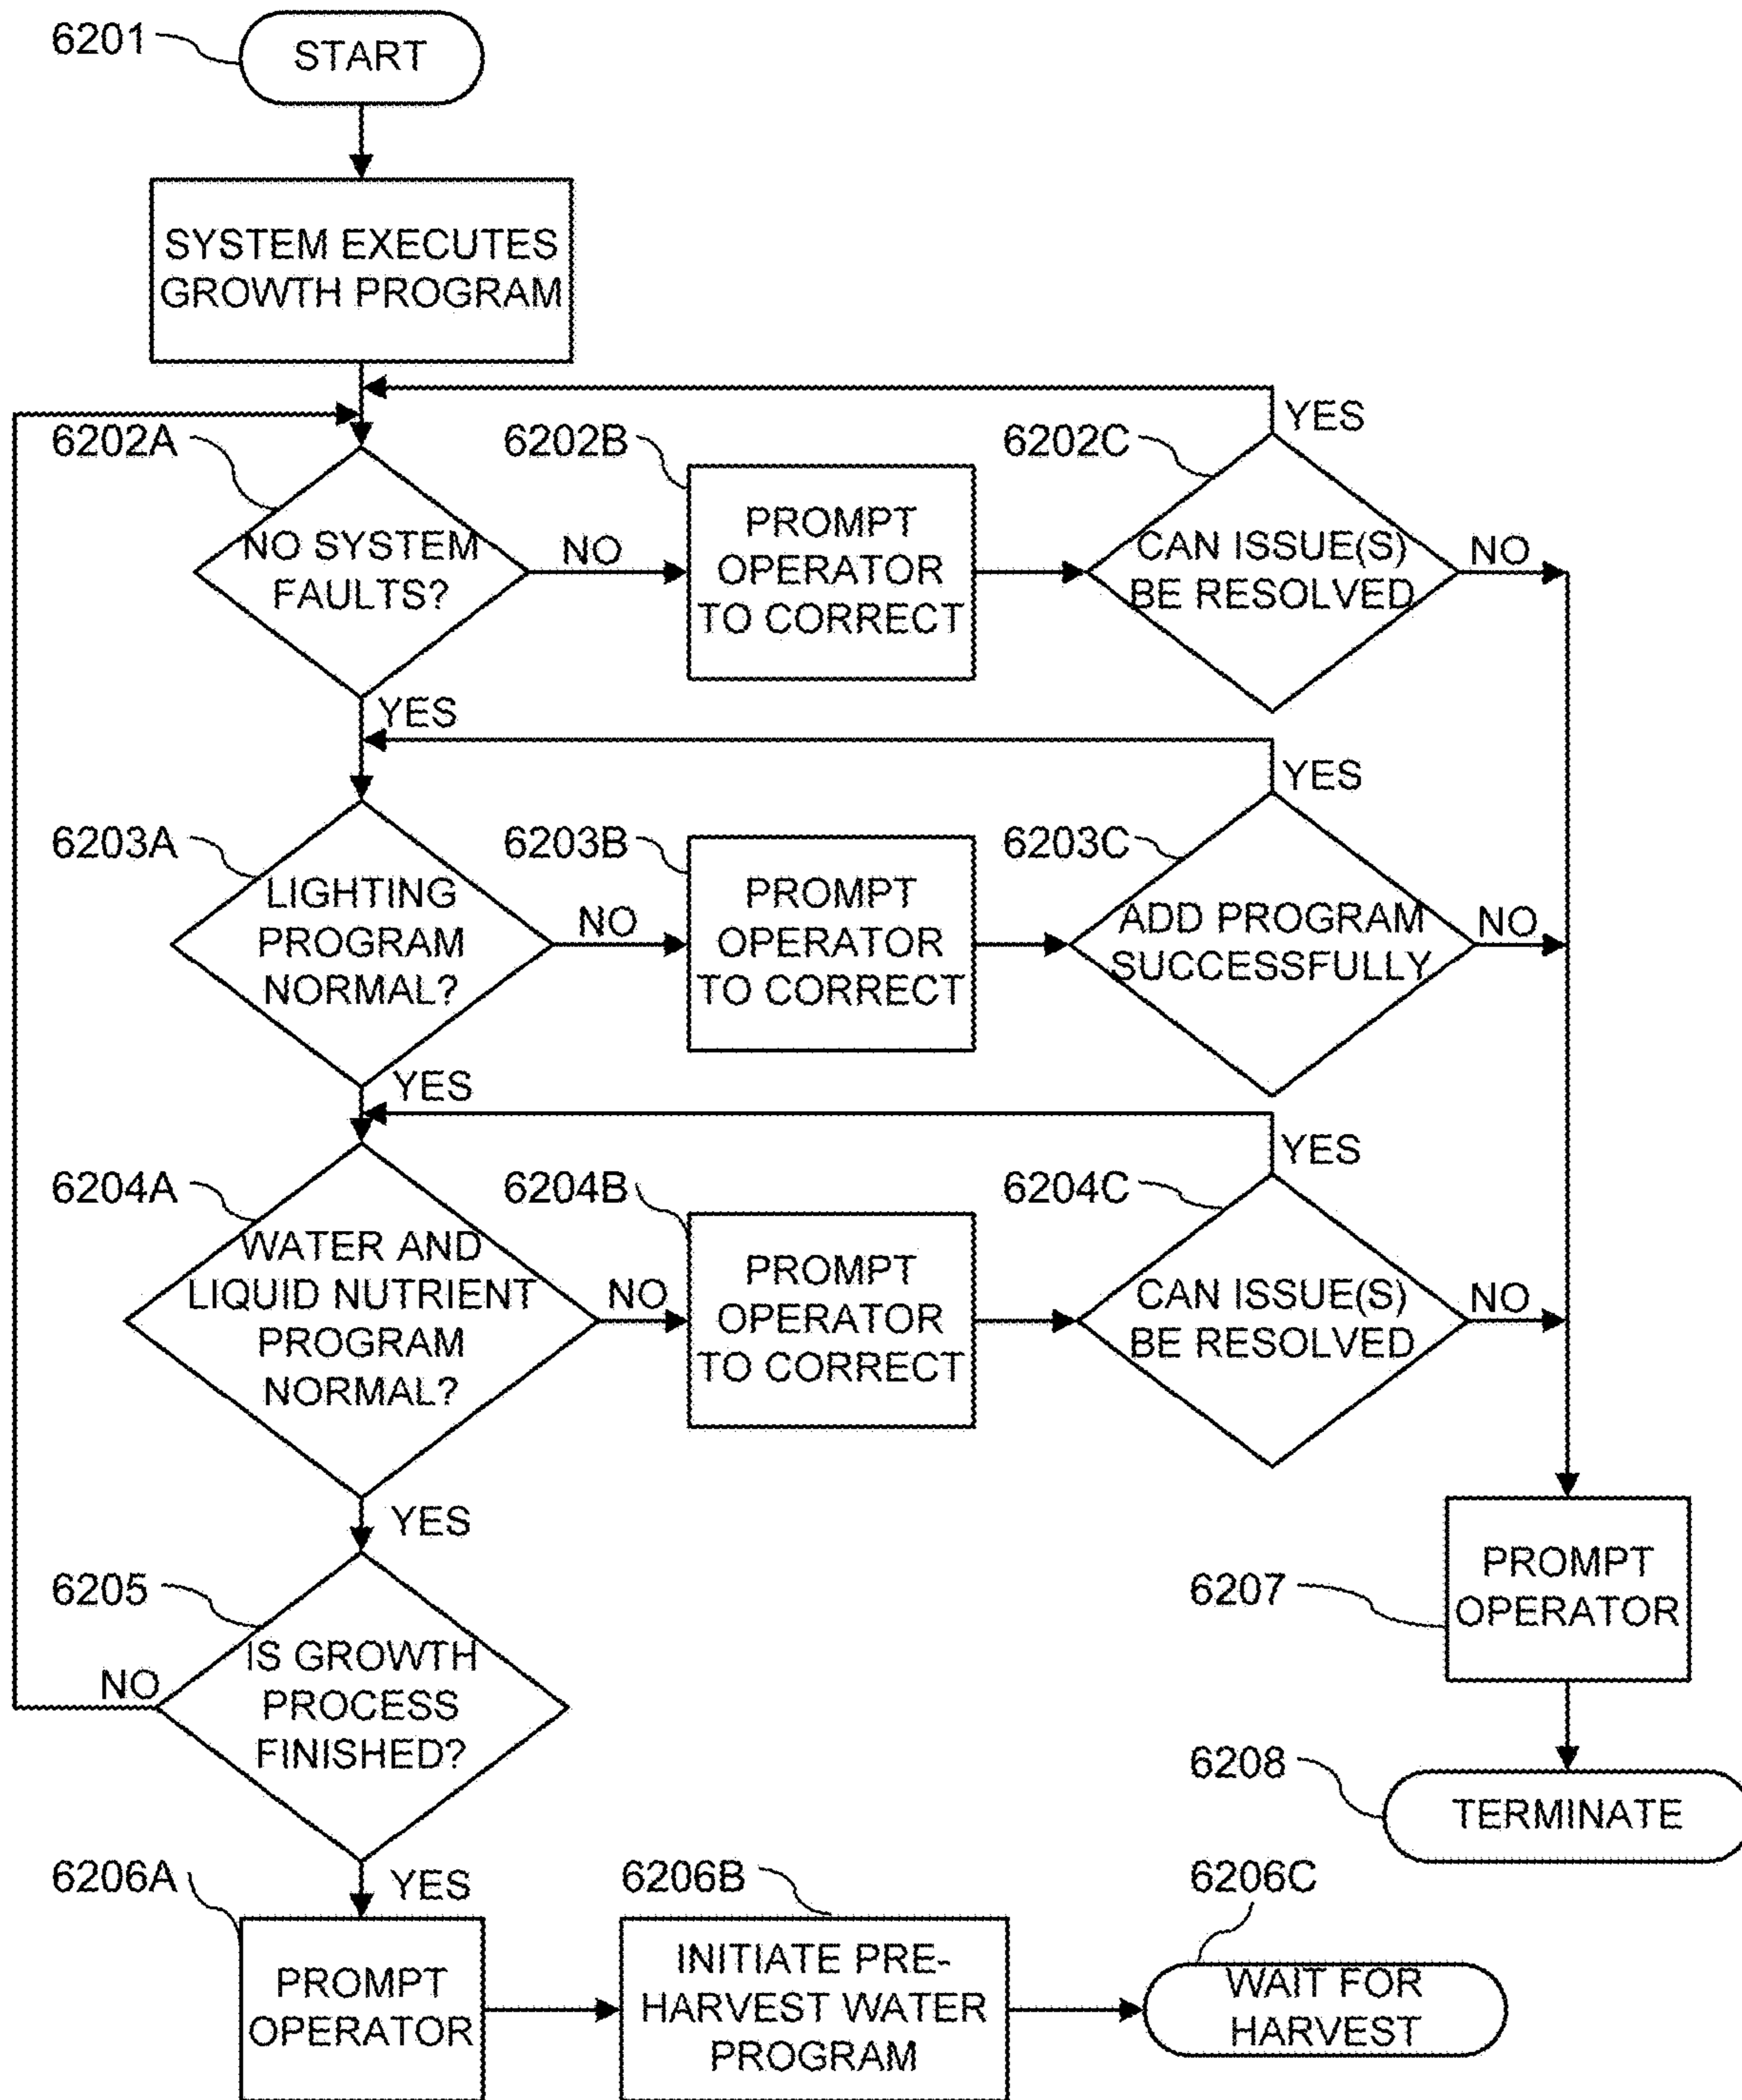 6201
START
SYSTEM EXECUTES
GROWTH PROGRAM
YES
6202A
6202B
6202C
NO SYSTEM
FAULTS?
NO
PROMPT
OPERATOR
TO CORRECT
CAN ISSUE(S)
BE RESOLVED
NO
YES
YES
6203A
6203B
6203C
LIGHTING
PROGRAM
NORMAL?
NO
PROMPT
OPERATOR
TO CORRECT
ADD PROGRAM
SUCCESSFULLY
NO
YES
YES
6204A
6204B
6204C
WATER AND
LIQUID NUTRIENT
PROGRAM
NORMAL?
NO
PROMPT
OPERATOR
TO CORRECT
CAN ISSUE(S)
BE RESOLVED
NO
YES
6205
IS GROWTH
PROCESS
FINISHED?
NO
6207
PROMPT
OPERATOR
6208
TERMINATE
YES
6206A
PROMPT
OPERATOR
6206B
INITIATE PRE-
HARVEST WATER
PROGRAM
6206C
WAIT FOR
HARVEST